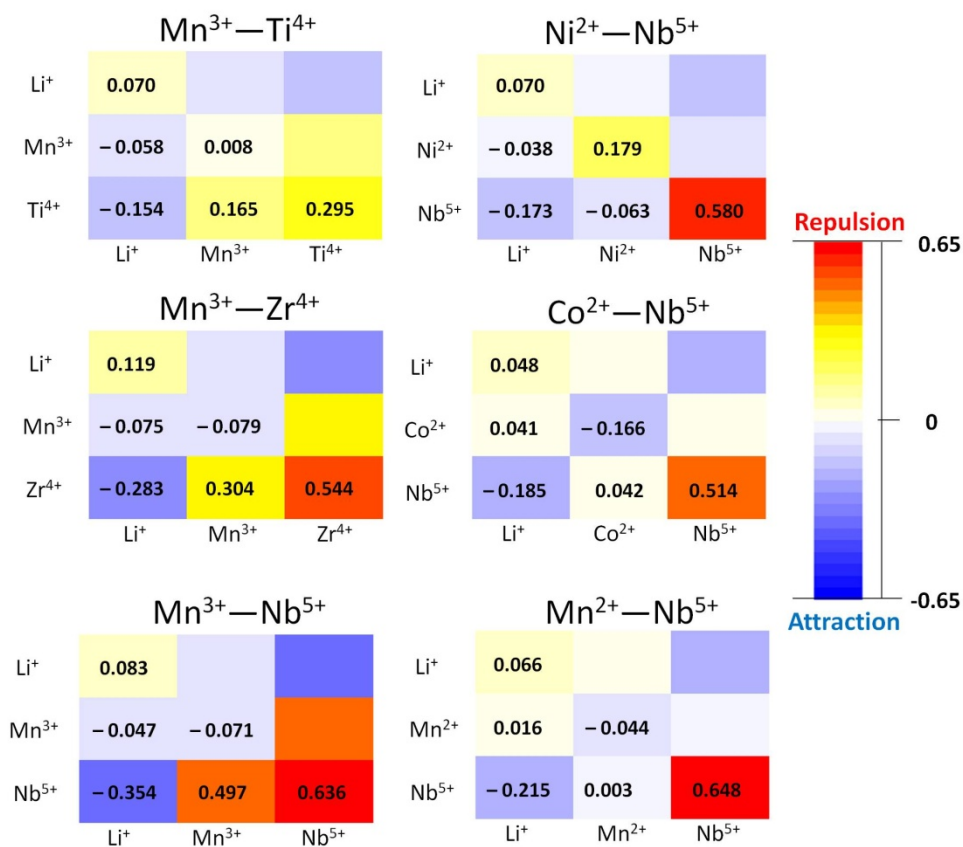 Mn³⁺—Ti⁴⁺
Li⁺ 0.070
Mn³⁺ – 0.058 0.008
Ti⁴⁺ – 0.154 0.165 0.295
Li⁺ Mn³⁺ Ti⁴⁺
Ni²⁺—Nb⁵⁺
Li⁺ 0.070
Ni²⁺ – 0.038 0.179
Nb⁵⁺ – 0.173 – 0.063 0.580
Li⁺ Ni²⁺ Nb⁵⁺
Mn³⁺—Zr⁴⁺
Li⁺ 0.119
Mn³⁺ – 0.075 – 0.079
Zr⁴⁺ – 0.283 0.304 0.544
Li⁺ Mn³⁺ Zr⁴⁺
Co²⁺—Nb⁵⁺
Li⁺ 0.048
Co²⁺ 0.041 – 0.166
Nb⁵⁺ – 0.185 0.042 0.514
Li⁺ Co²⁺ Nb⁵⁺
Mn³⁺—Nb⁵⁺
Li⁺ 0.083
Mn³⁺ – 0.047 – 0.071
Nb⁵⁺ – 0.354 0.497 0.636
Li⁺ Mn³⁺ Nb⁵⁺
Mn²⁺—Nb⁵⁺
Li⁺ 0.066
Mn²⁺ 0.016 – 0.044
Nb⁵⁺ – 0.215 0.003 0.648
Li⁺ Mn²⁺ Nb⁵⁺
Repulsion
0.65
0
-0.65
Attraction